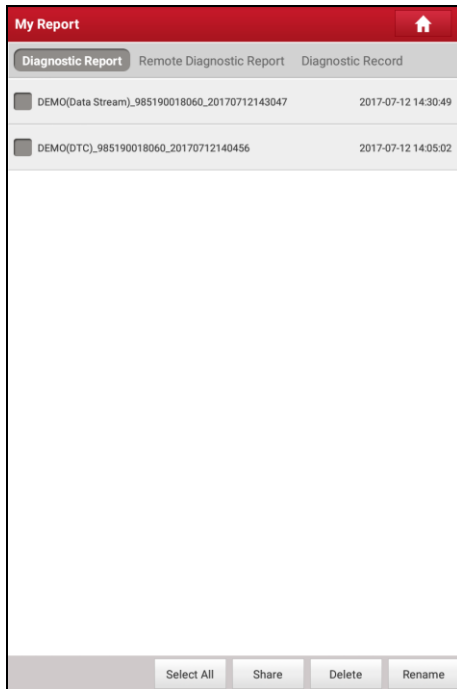 My Report
Diagnostic Report Remote Diagnostic Report Diagnostic Record
DEMO(Data Stream)_985190018060_20170712143047 2017-07-12 14:30:49
DEMO(DTC)_985190018060_20170712140456 2017-07-12 14:05:02
Select All Share Delete Rename